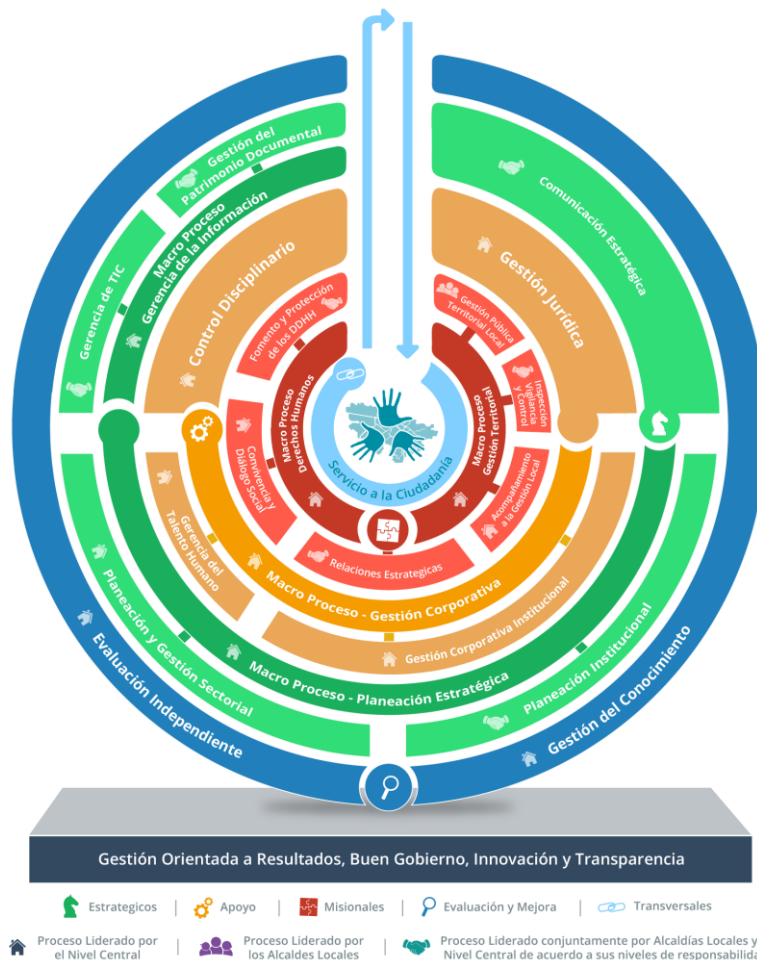 Gestión del
Patrimonio Documental
Macro Proceso
Gerencia de la Información
Gerencia de TIC
Control Disciplinario
Fomento y Protección
de los DDHH
Macro Proceso
Derechos Humanos
Convivencia y
Diálogo Social
Comunicación Estratégica
Gestión Jurídica
Gestión Pública
Territorial Local
Inspección
Vigilancia
y Control
Macro Proceso
Gestión Territorial
Acompañamiento
a la Gestión Local
Servicio a la Ciudadanía
Relaciones Estrategicas
Gerencia del
Talento Humano
Macro Proceso - Gestión Corporativa
Gestión Corporativa Institucional
Macro Proceso - Planeación Estratégica
Planeación y Gestión Sectorial
Planeación Institucional
Evaluación Independiente
Gestión del Conocimiento
Gestión Orientada a Resultados, Buen Gobierno, Innovación y Transparencia
Estrategicos | Apoyo | Misionales | Evaluación y Mejora | Transversales
Proceso Liderado por
el Nivel Central
Proceso Liderado por
los Alcaldes Locales
Proceso Liderado conjuntamente por Alcaldías Locales y
Nivel Central de acuerdo a sus niveles de responsabilida